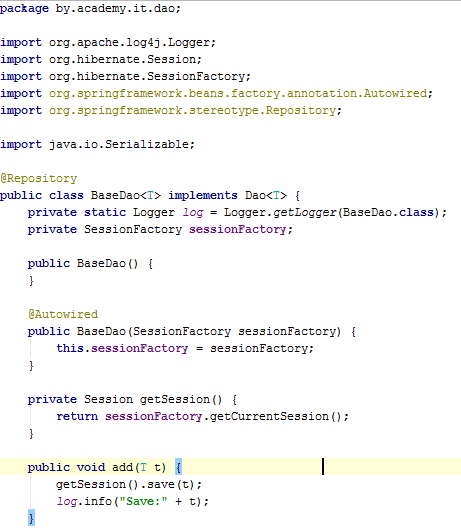 package by.academy.it.dao;
import org.apache.log4j.Logger;
import org.hibernate.Session;
import org.hibernate.SessionFactory;
import org.springframework.beans.factory.annotation.Autowired;
import org.springframework.stereotype.Repository;
import java.io.Serializable;
@Repository
public class BaseDao<T> implements Dao<T> {
    private static Logger log = Logger.getLogger(BaseDao.class);
    private SessionFactory sessionFactory;
    public BaseDao() {
    }
    @Autowired
    public BaseDao(SessionFactory sessionFactory) {
        this.sessionFactory = sessionFactory;
    }
    private Session getSession() {
        return sessionFactory.getCurrentSession();
    }
    public void add(T t) {
        getSession().save(t);
        log.info("Save:" + t);
    }